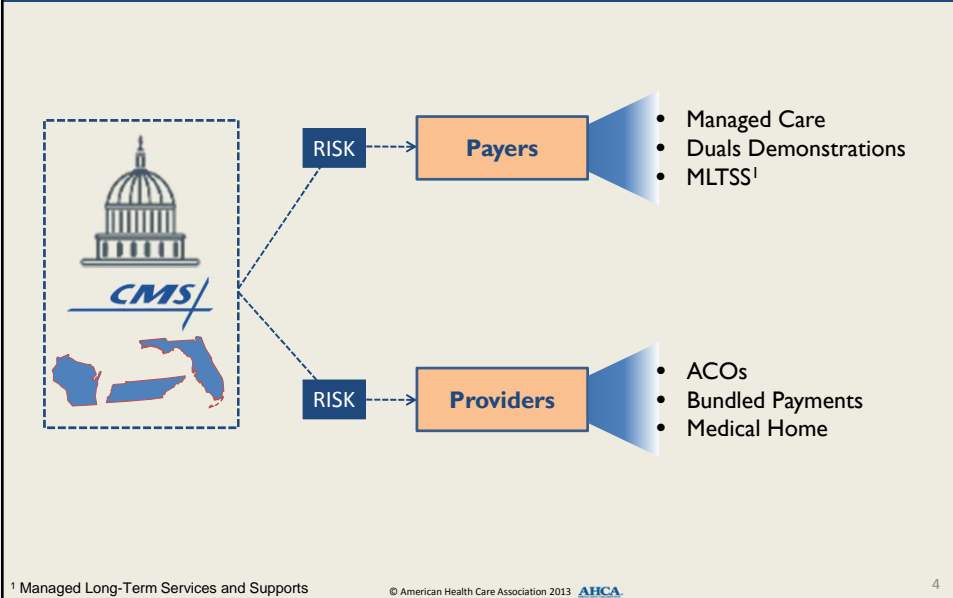 CMS
RISK
Payers
• Managed Care
• Duals Demonstrations
• MLTSS¹
RISK
Providers
• ACOs
• Bundled Payments
• Medical Home
¹ Managed Long-Term Services and Supports
© American Health Care Association 2013 AHCA
4